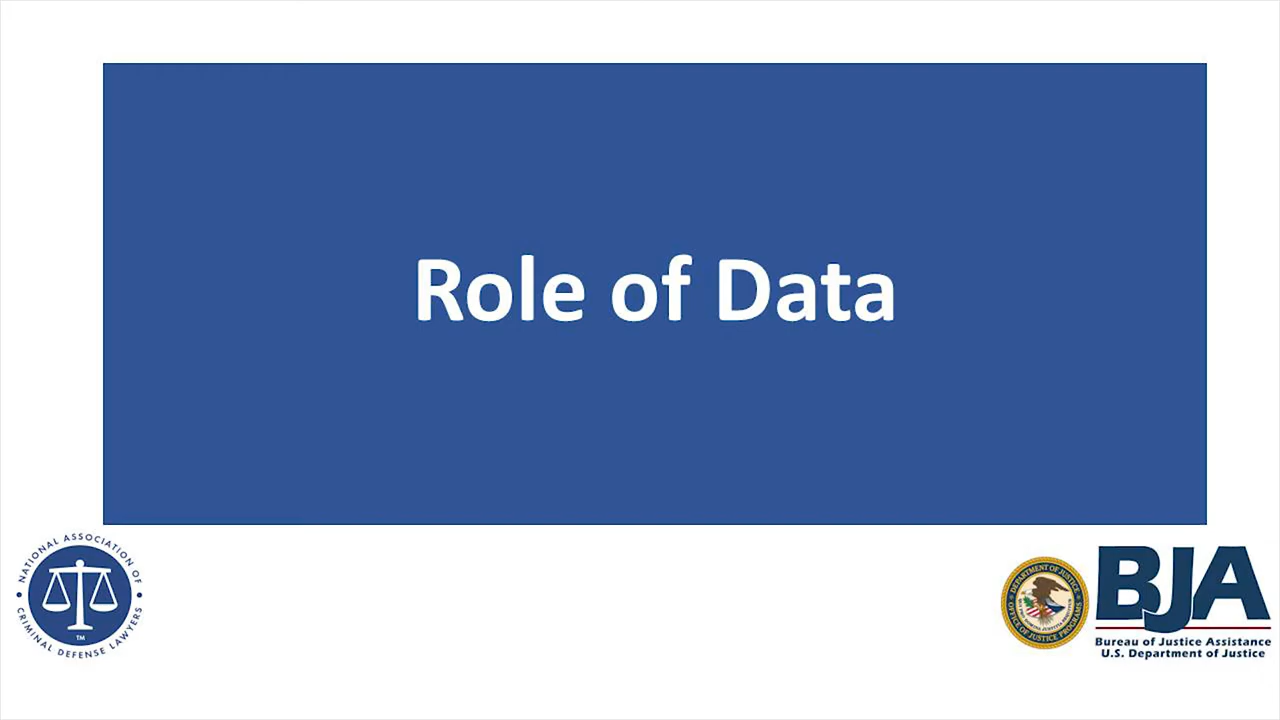 Role of Data
NATIONAL ASSOCIATION OF
CRIMINAL DEFENSE LAWYERS
TM
DEPARTMENT OF JUSTICE
OFFICE OF JUSTICE PROGRAMS
BJA
Bureau of Justice Assistance
U.S. Department of Justice